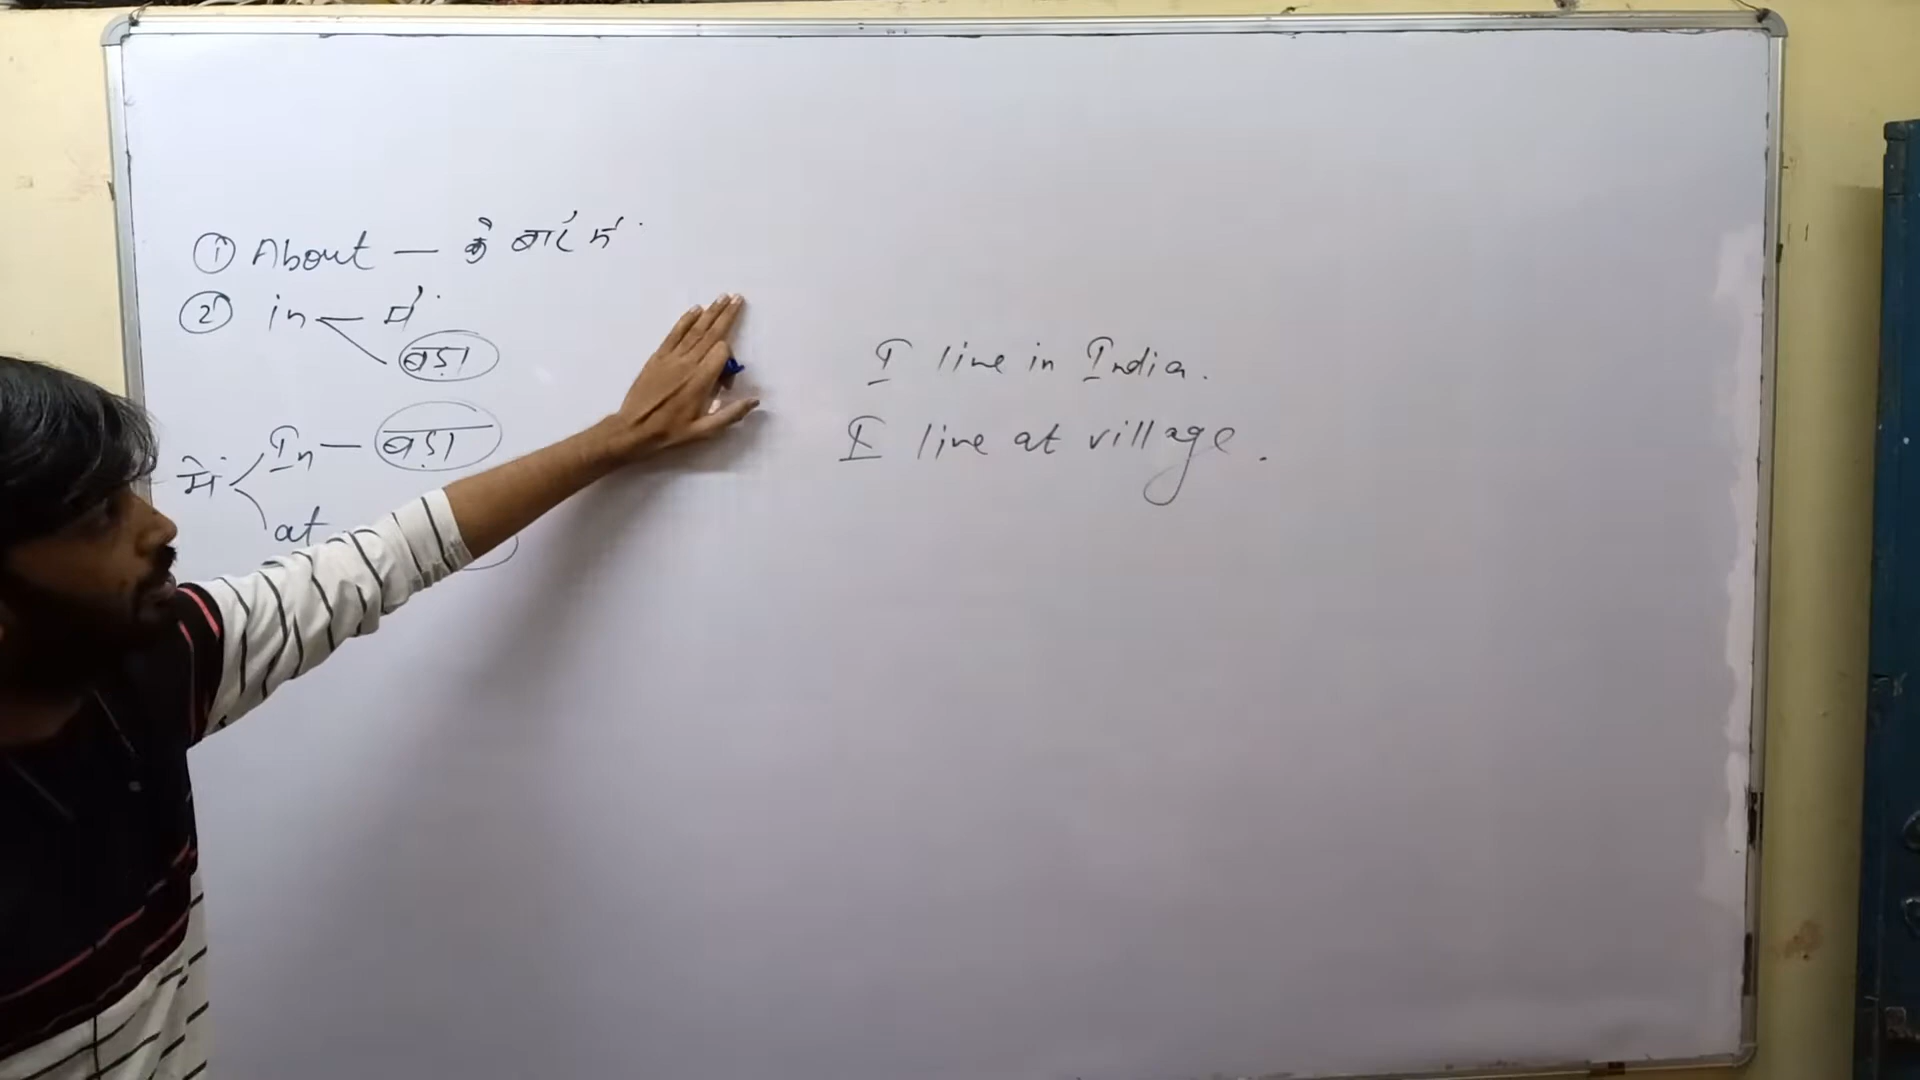 ① About — के बारे में
② in — में
बड़ा
में In — बड़ा
at
I live in India.
I live at village.